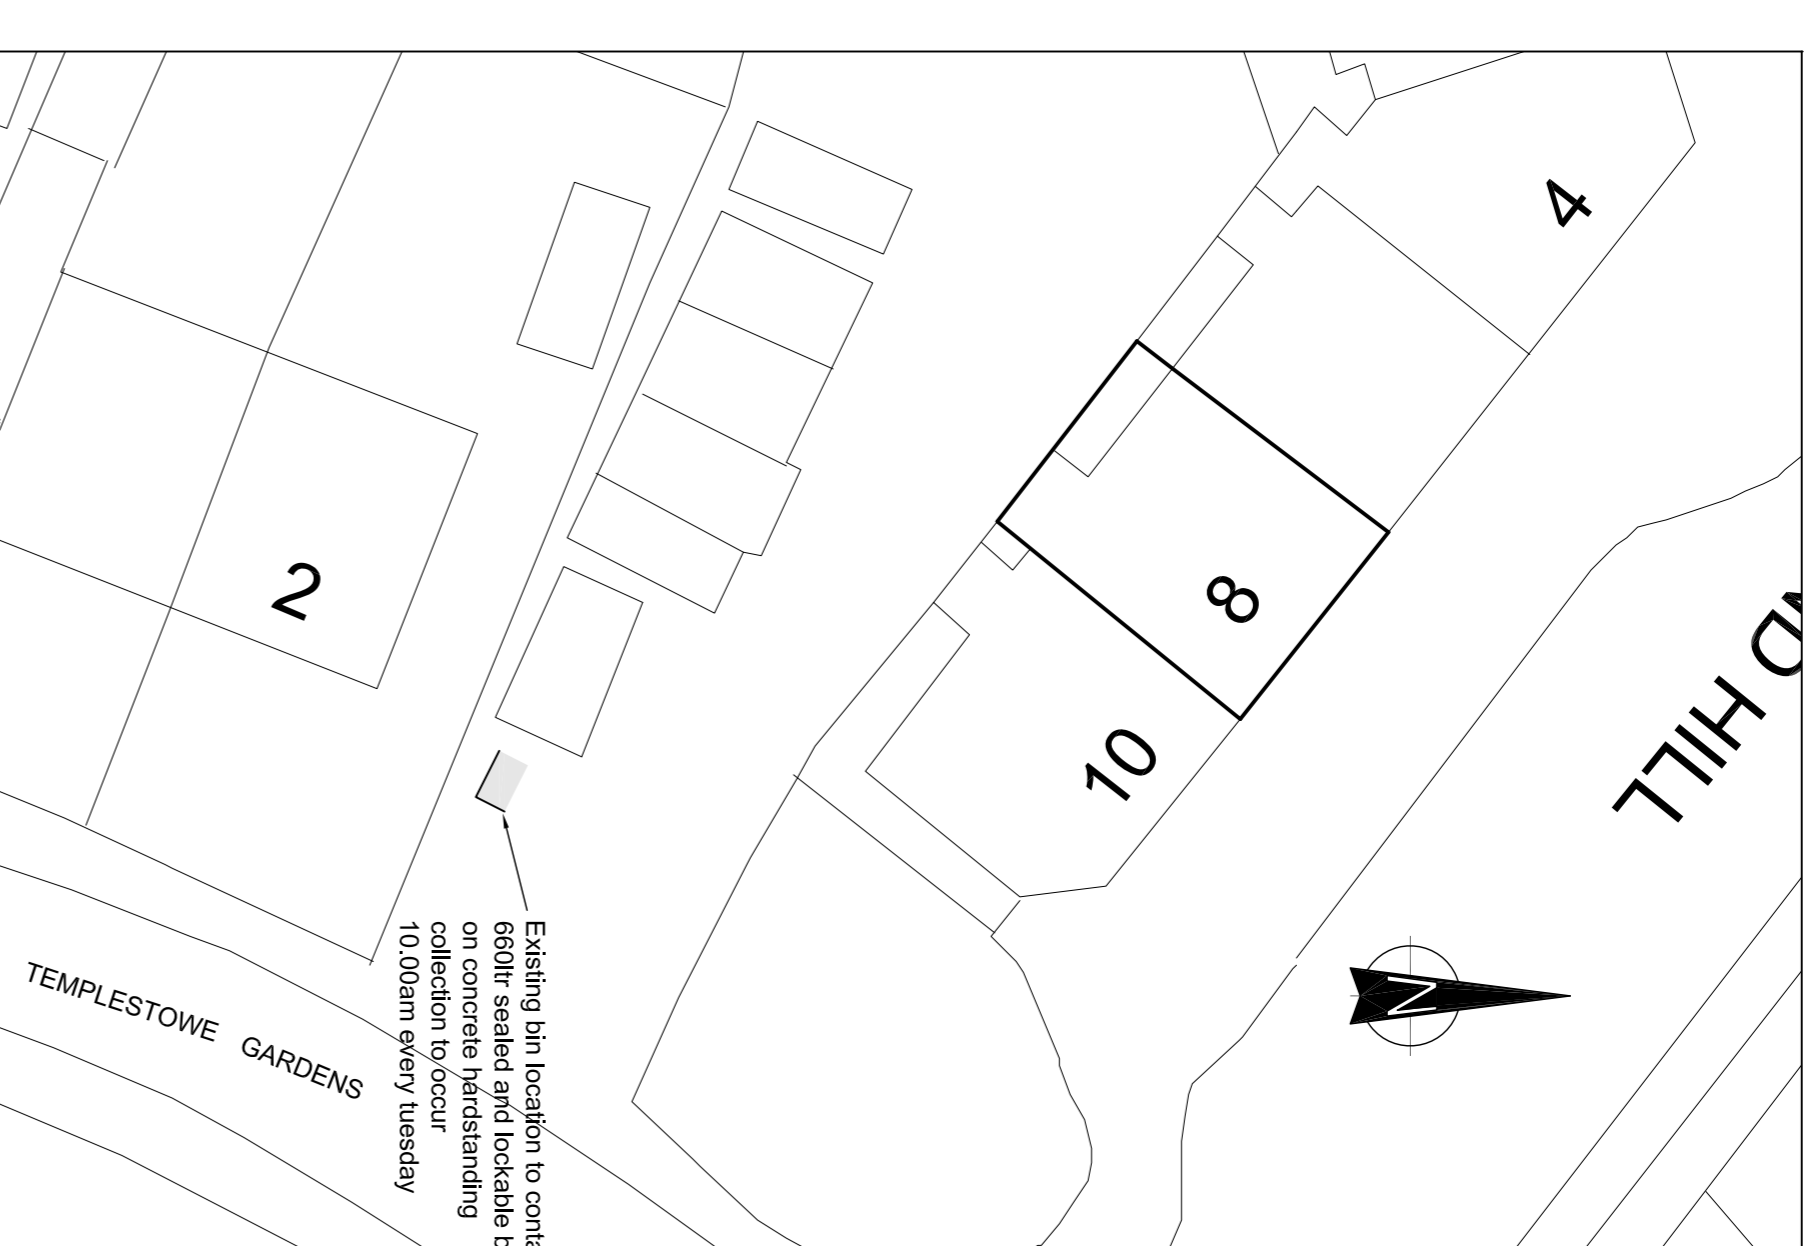 4
8
10
2
HILL
N
TEMPLESTOWE GARDENS
Existing bin location to
660ltr sealed and lockable
on concrete hardstanding
collection to occur
10.00am every tuesday